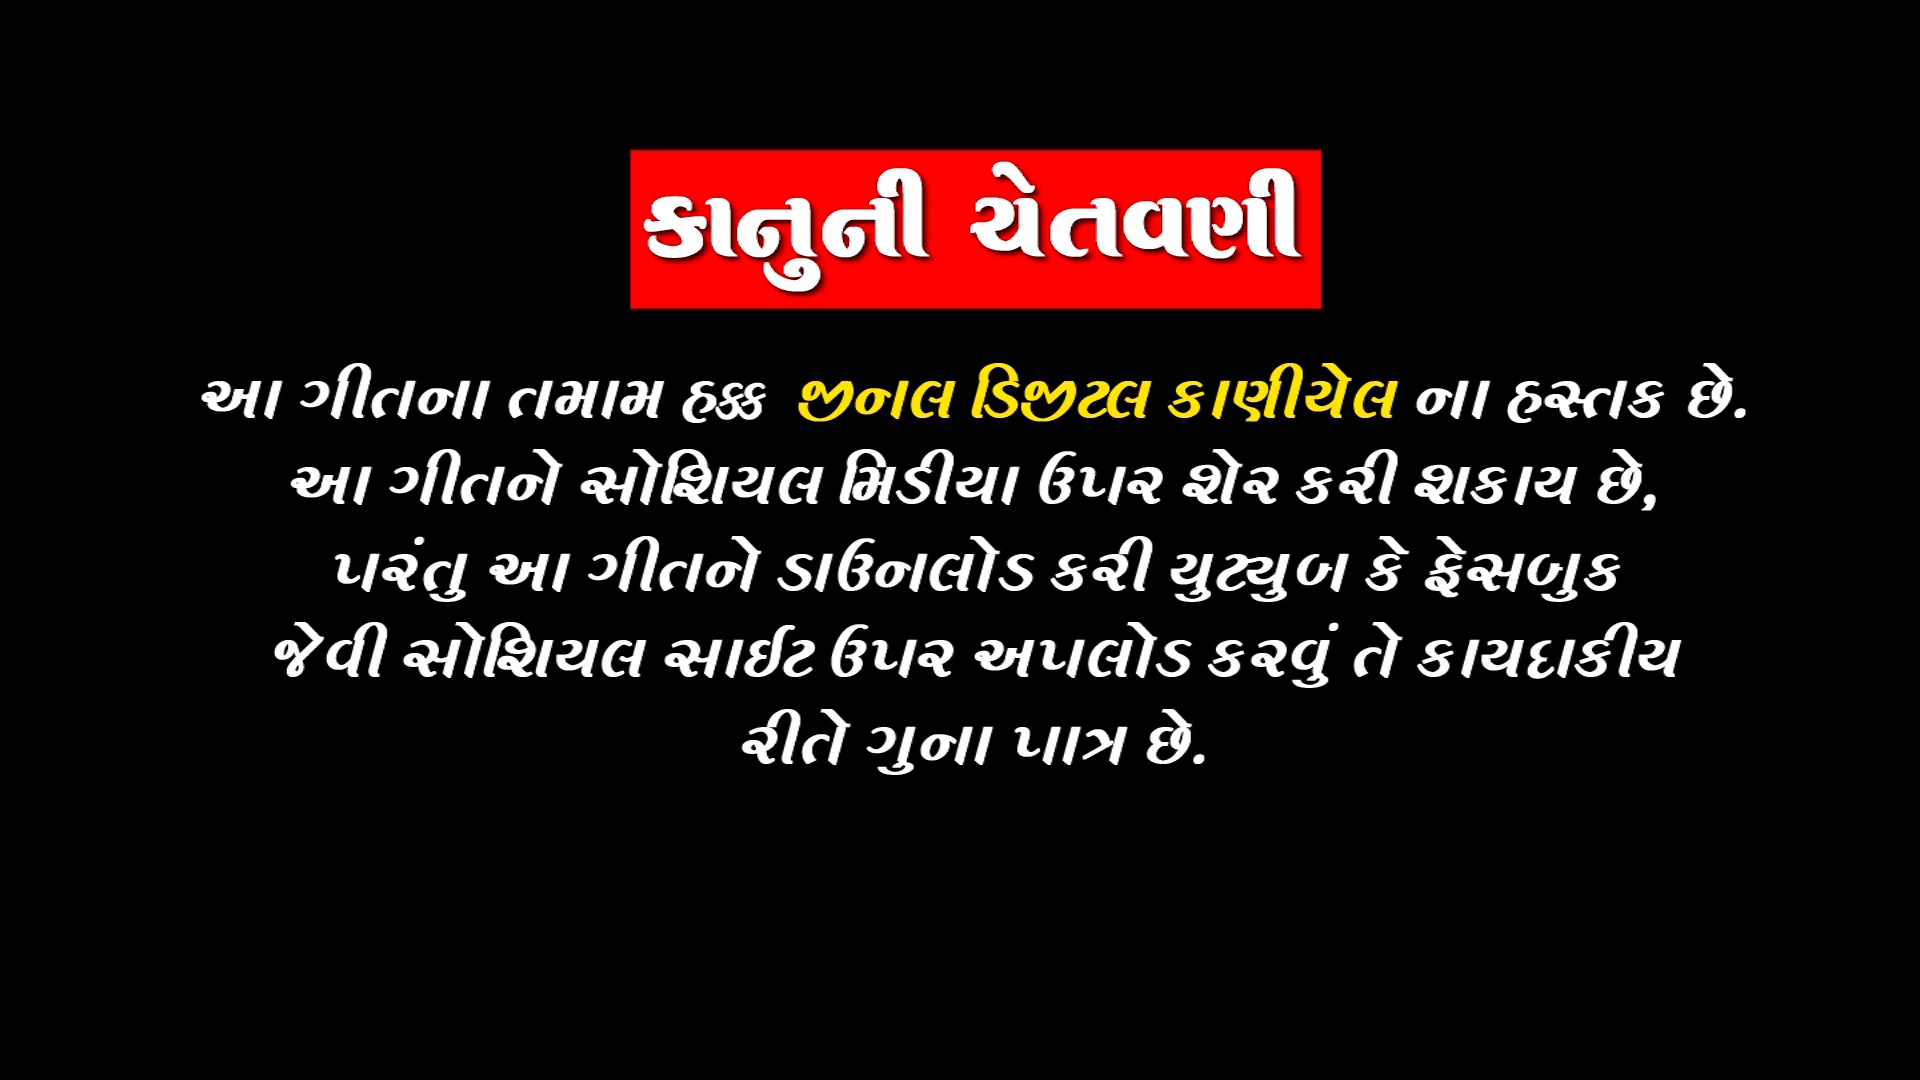 કાનુની ચેતવણી
આ ગીતના તમામ હક્ક જીનલ ડિજીટલ કાણીયેલ ના હસ્તક છે.
આ ગીતને સોશિયલ મિડીયા ઉપર શેર કરી શકાય છે,
પરંતુ આ ગીતને ડાઉનલોડ કરી યુટ્યુબ કે ફેસબુક
જેવી સોશિયલ સાઈટ ઉપર અપલોડ કરવું તે કાયદાકીય
રીતે ગુના પાત્ર છે.